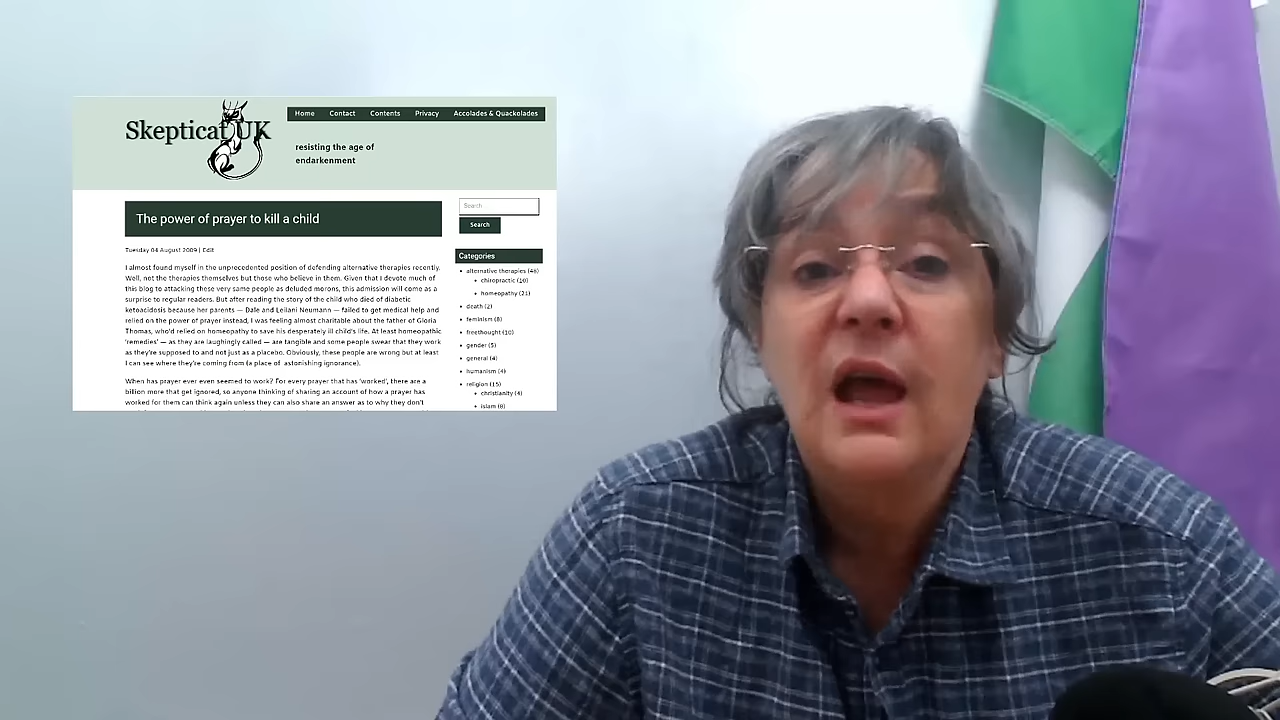 Skepticat UK
Home Contact Contents Privacy Accolades & Quackolades
resisting the age of
endarkenment
The power of prayer to kill a child
Tuesday 04 August 2009 | Edit
I almost found myself in the unprecedented position of defending alternative therapies recently.
Well, not the therapies themselves but those who believe in them. Given that I devote much of
this blog to attacking these very same people as deluded morons, this admission will come as a
surprise to regular readers. But after reading the story of the child who died of diabetic
ketoacidosis because her parents — Dale and Leilani Neumann — failed to get medical help and
relied on the power of prayer instead, I was feeling almost charitable about the father of Gloria
Thomas, who'd relied on homeopathy to save his desperately ill child's life. At least homeopathic
'remedies' — as they are laughingly called — are tangible and some people swear that they work
as they're supposed to and not just as a placebo. Obviously, these people are wrong but at least
I can see where they're coming from (a place of astonishing ignorance).
When has prayer ever even seemed to work? For every prayer that has 'worked', there are a
billion more that get ignored, so anyone thinking of sharing an account of how a prayer has
worked for them can think again unless they can also share an answer as to why they don't
Search
Search
Categories
alternative therapies (48)
chiropractic (10)
homeopathy (21)
death (2)
feminism (8)
freethought (10)
gender (5)
general (4)
humanism (4)
religion (15)
christianity (4)
islam (8)